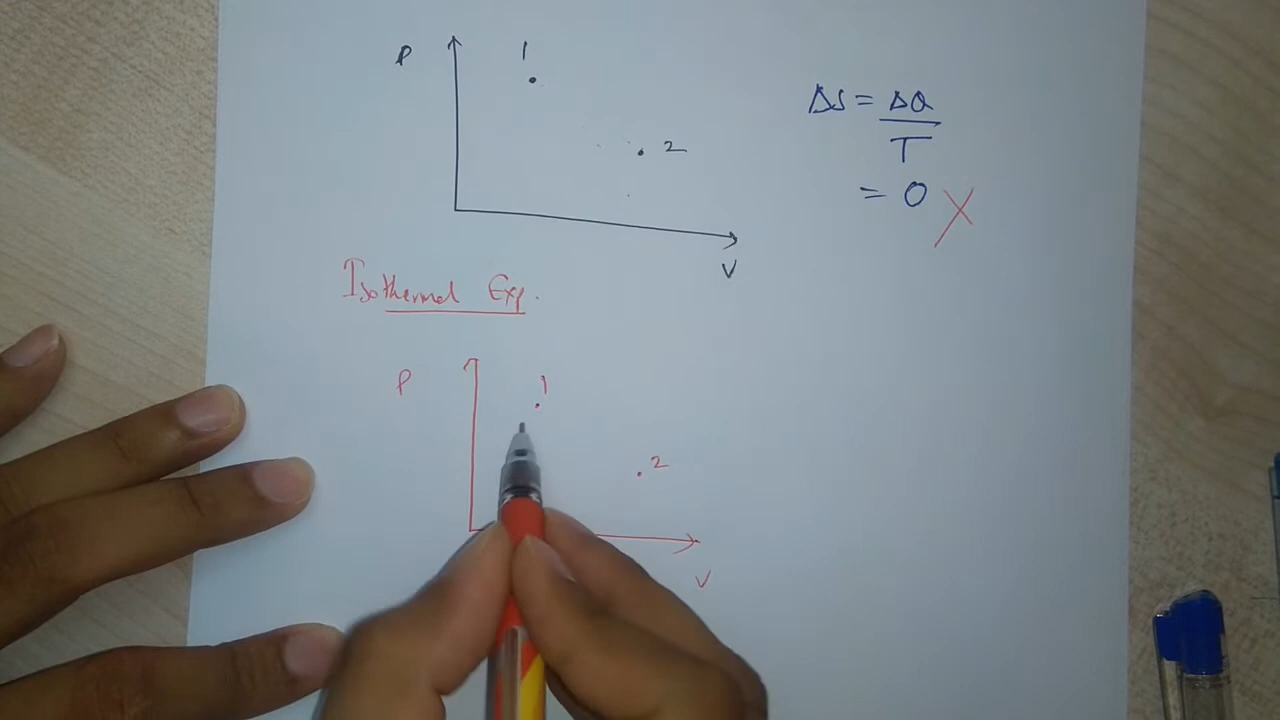 P
1
2
V
ΔS = ΔQ
T
= 0 X
Isothermal Exp.
P
1
2
V